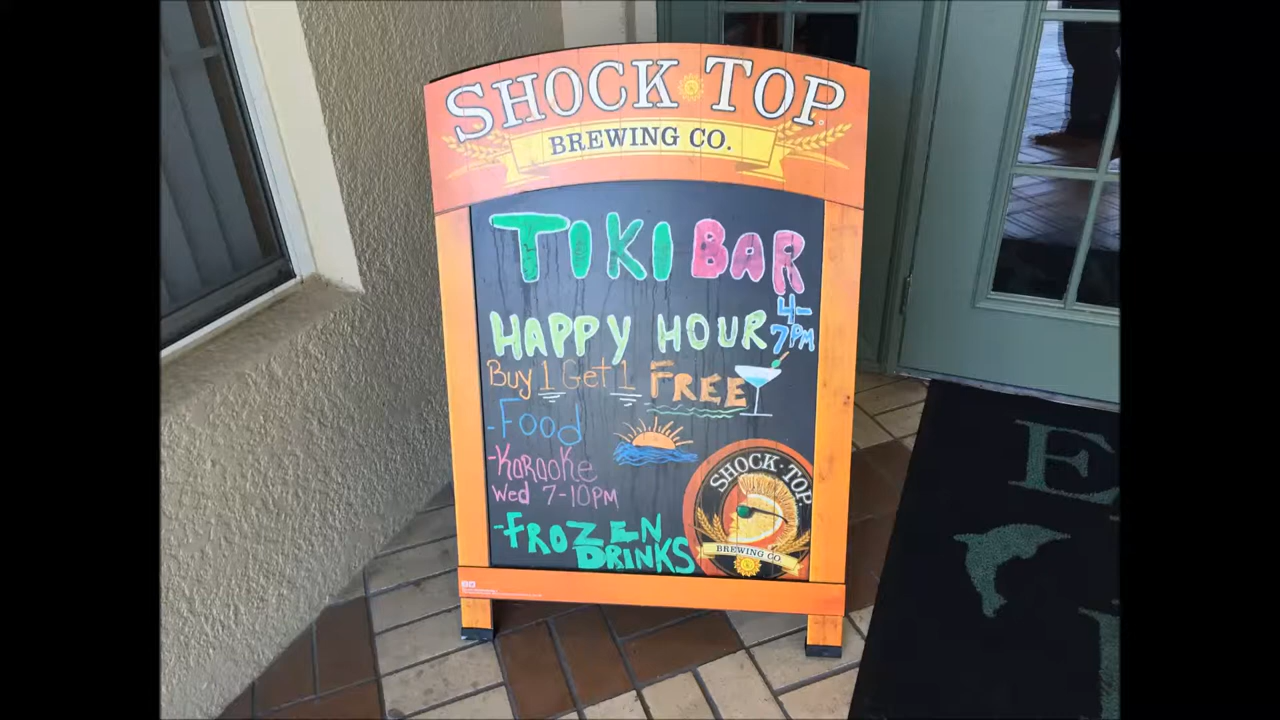 SHOCK TOP
BREWING CO.
TIKI BAR
HAPPY HOUR 4-
7PM
Buy 1 Get 1 FREE
-Food
-KaRaoke
Wed 7-10PM
-FROZEN
DRINKS
SHOCK·TOP
BREWING CO
E